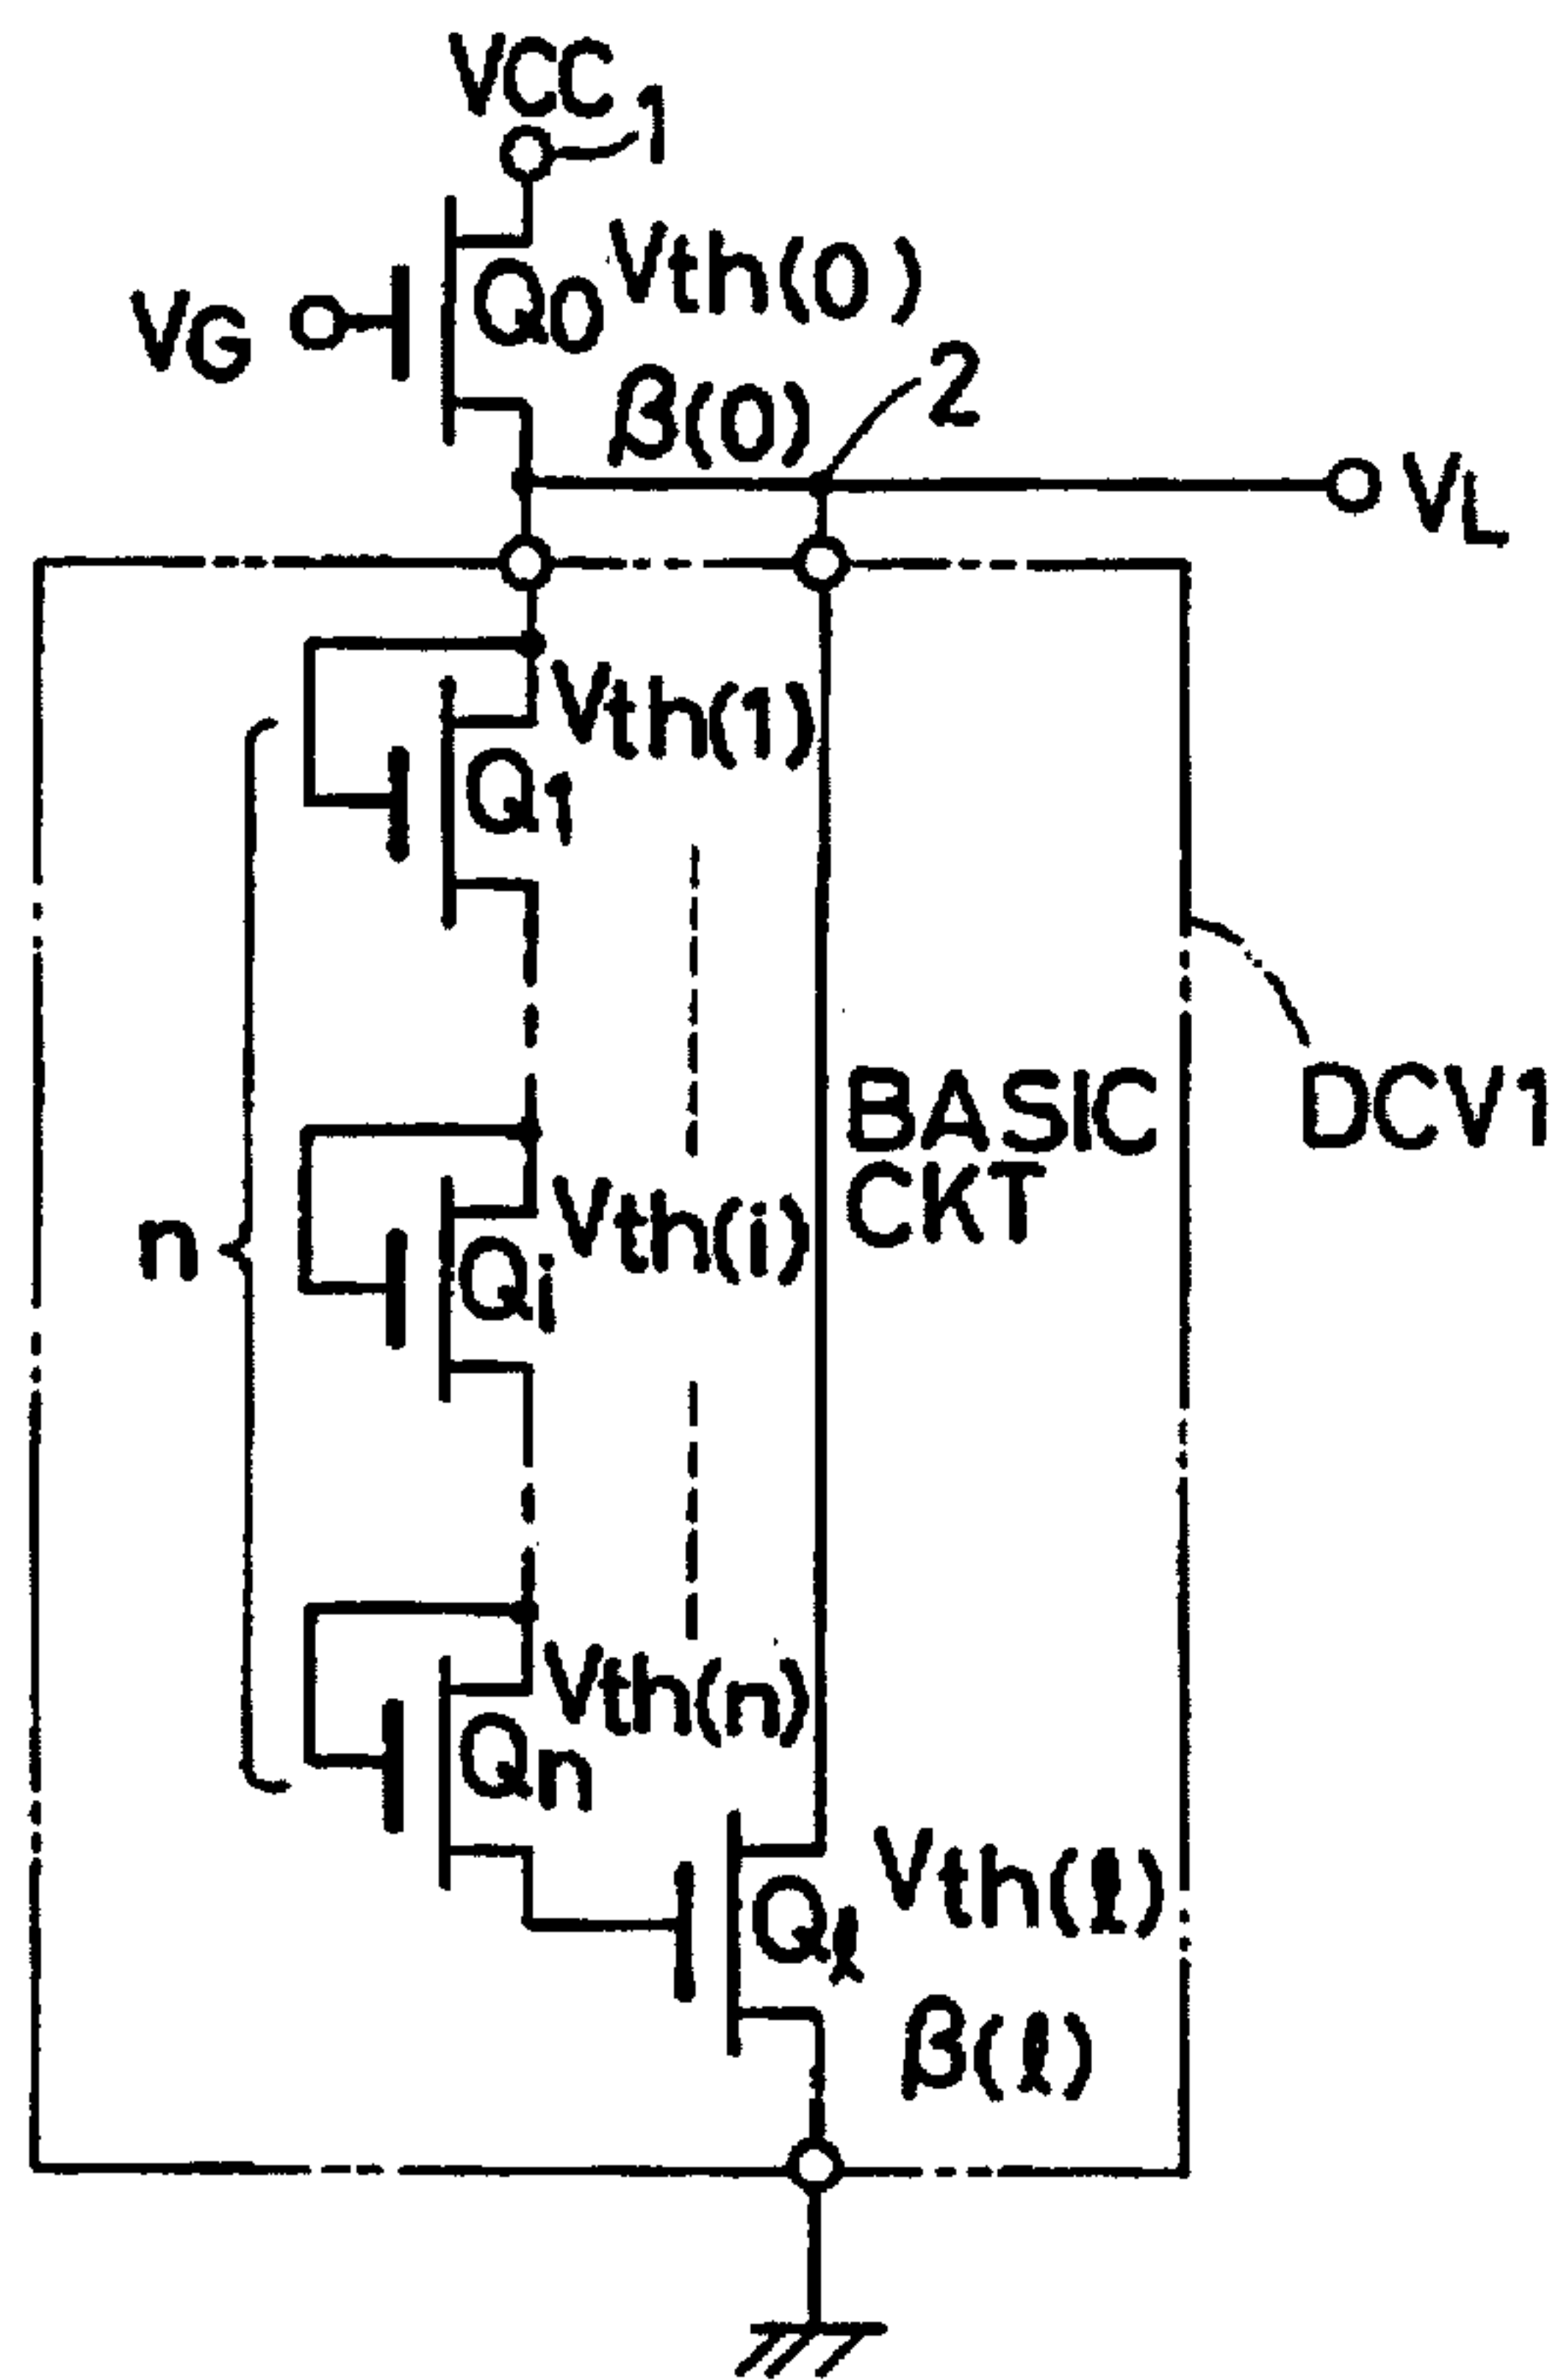 VCC
1
Vth(0)
VG
Q0
2
β(0)
VL
Vth(1)
Q1
BASIC
CKT
DCV1
n
Vth(i)
Qi
Vth(n)
Qn
Vth(ℓ)
Qℓ
β(ℓ)